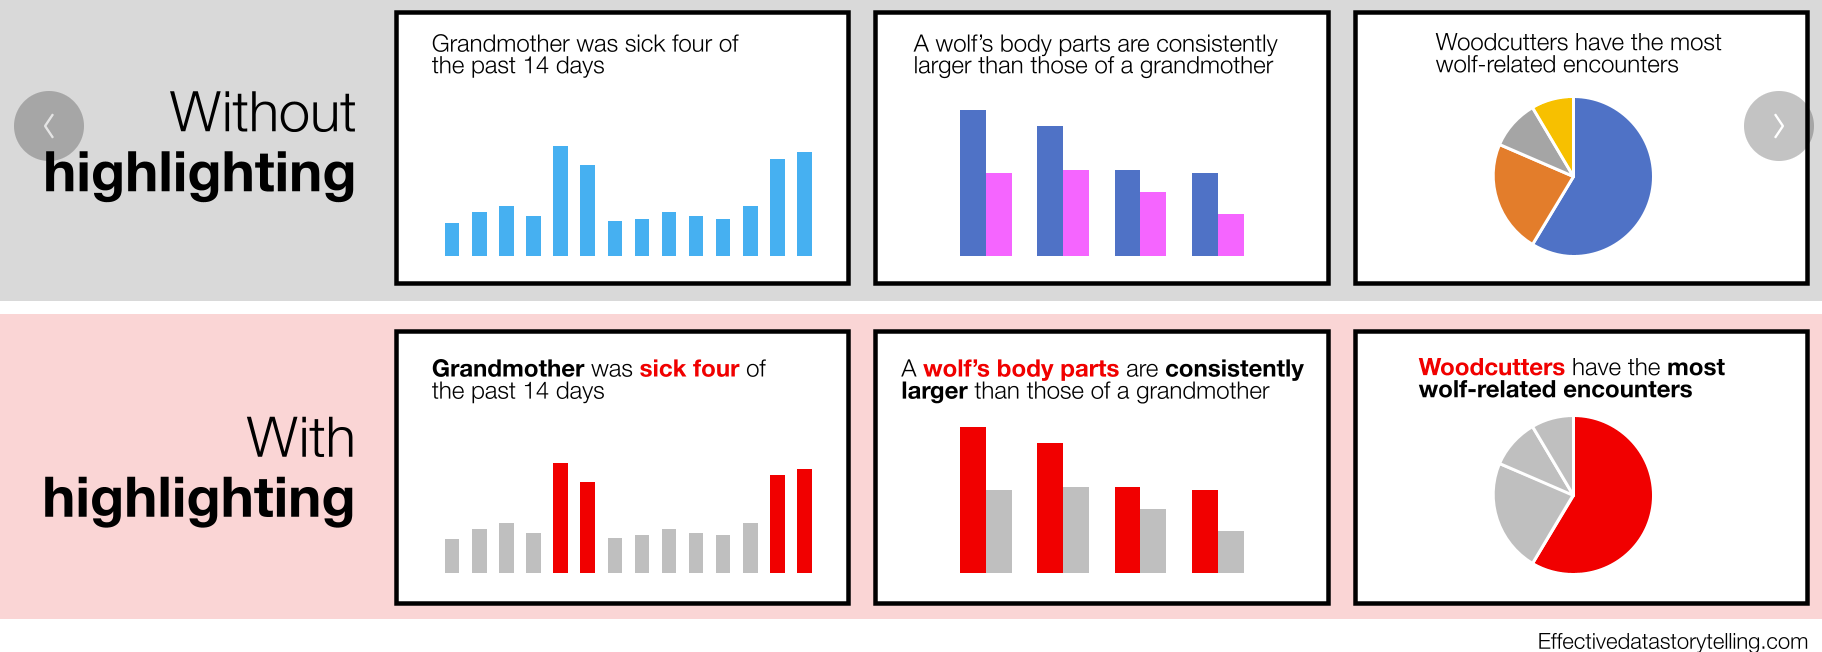 Without
highlighting
Grandmother was sick four of
the past 14 days
A wolf's body parts are consistently
larger than those of a grandmother
Woodcutters have the most
wolf-related encounters
With
highlighting
Grandmother was sick four of
the past 14 days
A wolf's body parts are consistently
larger than those of a grandmother
Woodcutters have the most
wolf-related encounters
Effectivedatastorytelling.com